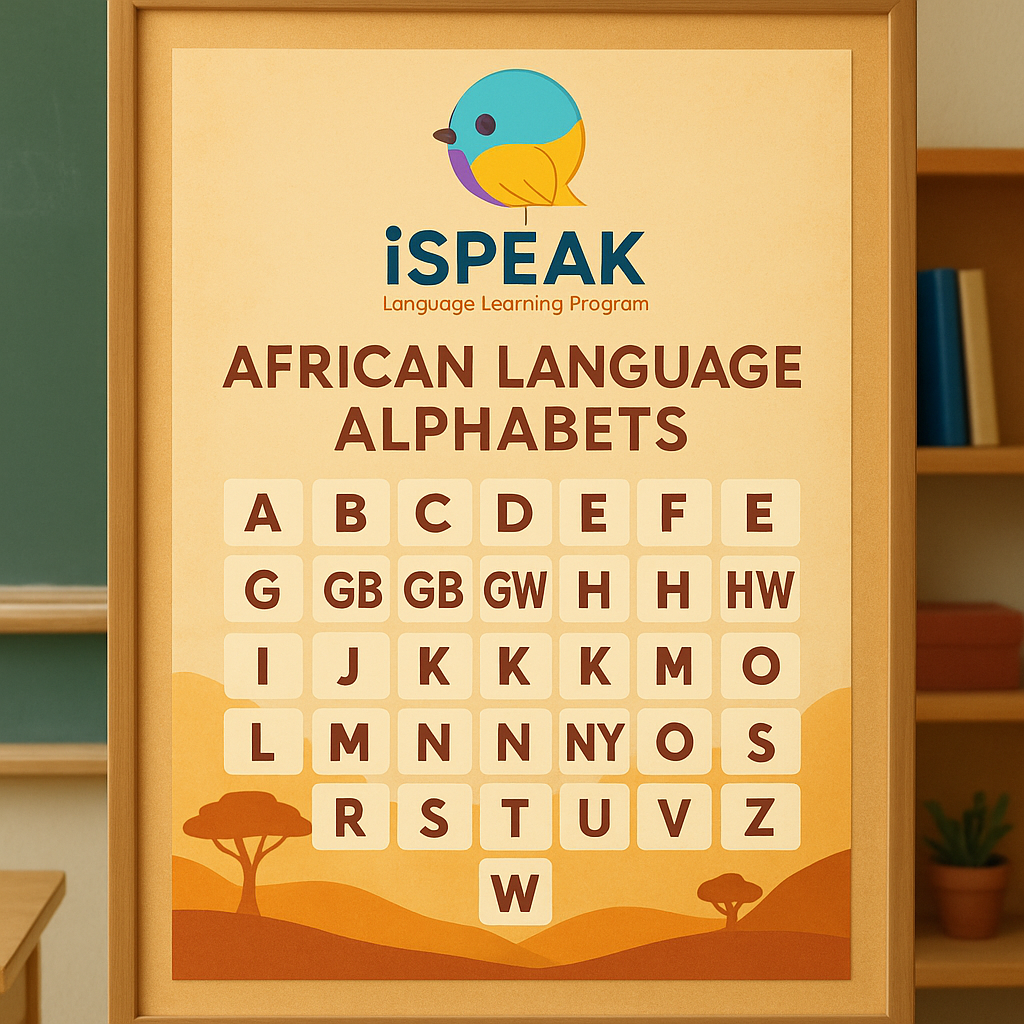 iSPEAK
Language Learning Program
AFRICAN LANGUAGE
ALPHABETS
A B C D E F E
G GB GB GW H H HW
I J K K K M O
L M N N NY O S
R S T U V Z
W